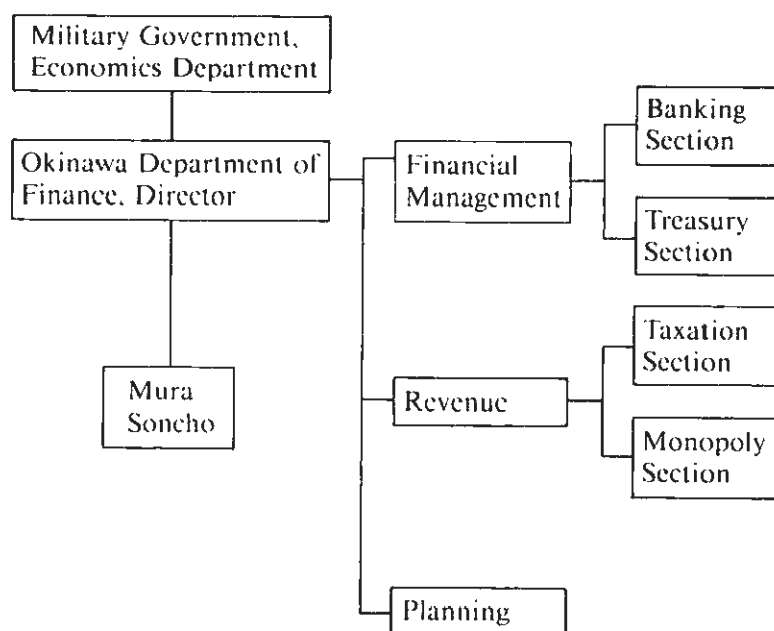 Military Government,
Economics Department
Okinawa Department of
Finance, Director
Mura
Soncho
Financial
Management
Banking
Section
Treasury
Section
Revenue
Taxation
Section
Monopoly
Section
Planning